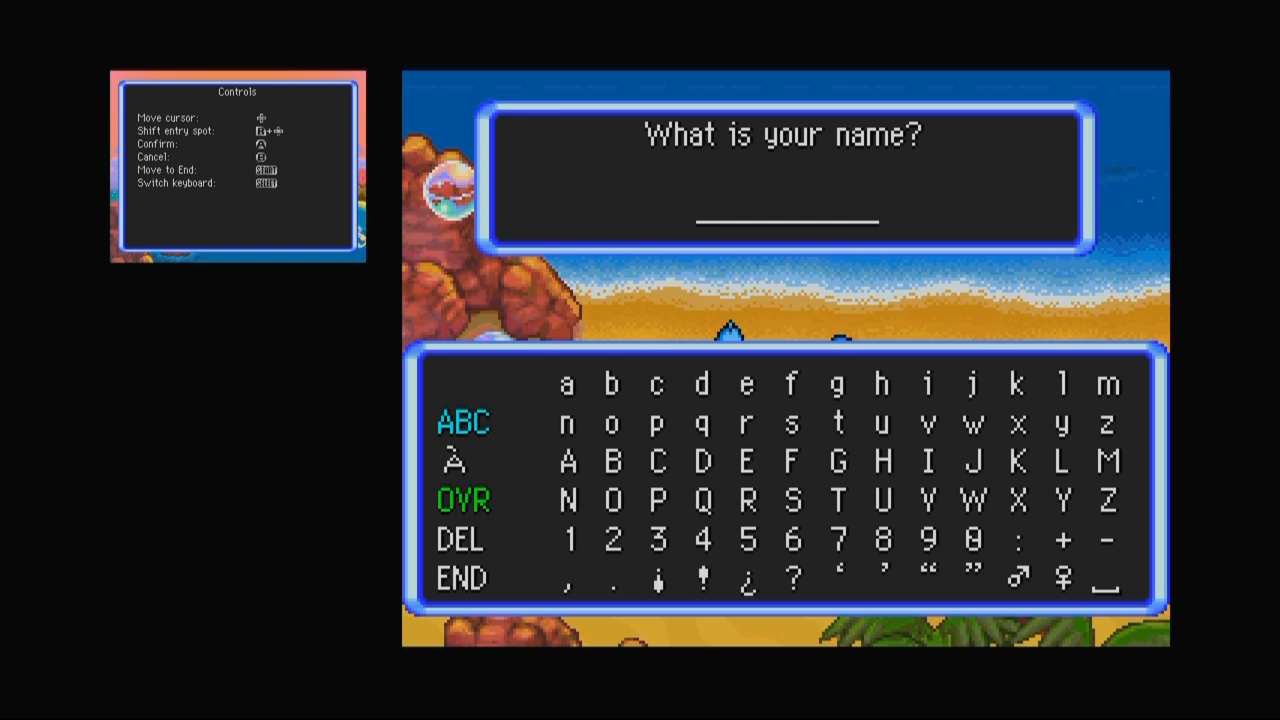 Controls
Move cursor:
Shift entry spot: R+
Confirm: A
Cancel: B
Move to End: START
Switch keyboard: SELECT
What is your name?
a b c d e f g h i j k l m
ABC n o p q r s t u v w x y z
À A B C D E F G H I J K L M
OVR N O P Q R S T U V W X Y Z
DEL 1 2 3 4 5 6 7 8 9 0 : + -
END , . ¡ ! ¿ ? ‘ ’ “ ” ♂ ♀ ⎵